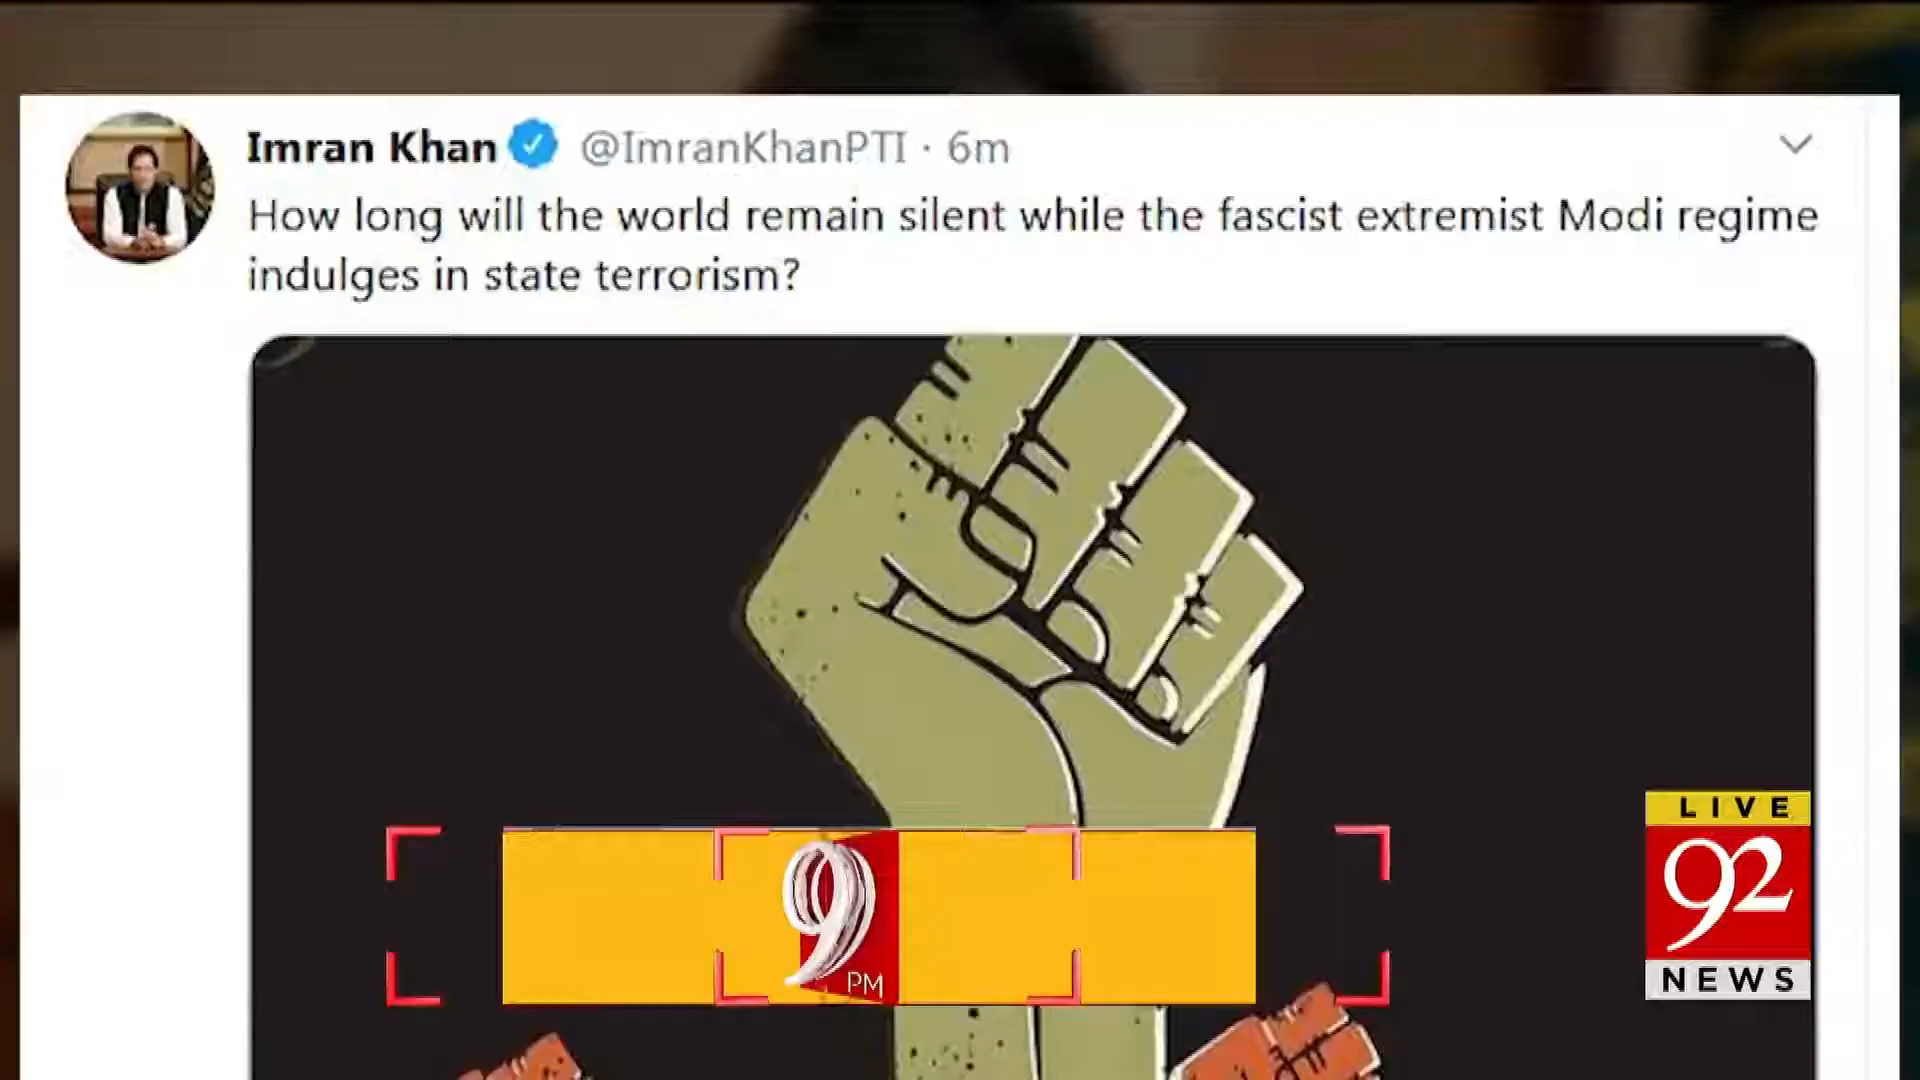 Imran Khan @ImranKhanPTI · 6m
How long will the world remain silent while the fascist extremist Modi regime
indulges in state terrorism?
9
PM
LIVE
92
NEWS